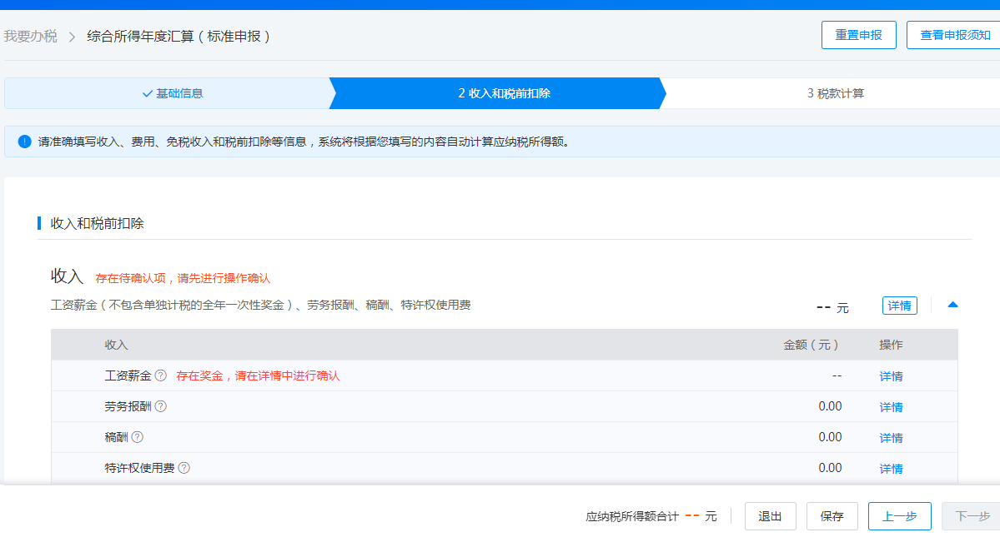 我要办税 > 综合所得年度汇算（标准申报） 重置申报 查看申报须知
基础信息 2 收入和税前扣除 3 税款计算
请准确填写收入、费用、免税收入和税前扣除等信息，系统将根据您填写的内容自动计算应纳税所得额。
收入和税前扣除
收入 存在待确认项，请先进行操作确认
工资薪金（不包含单独计税的全年一次性奖金）、劳务报酬、稿酬、特许权使用费 -- 元 详情
收入 金额（元） 操作
工资薪金 ? 存在奖金，请在详情中进行确认 -- 详情
劳务报酬 ? 0.00 详情
稿酬 ? 0.00 详情
特许权使用费 ? 0.00 详情
应纳税所得额合计 -- 元 退出 保存 上一步 下一步